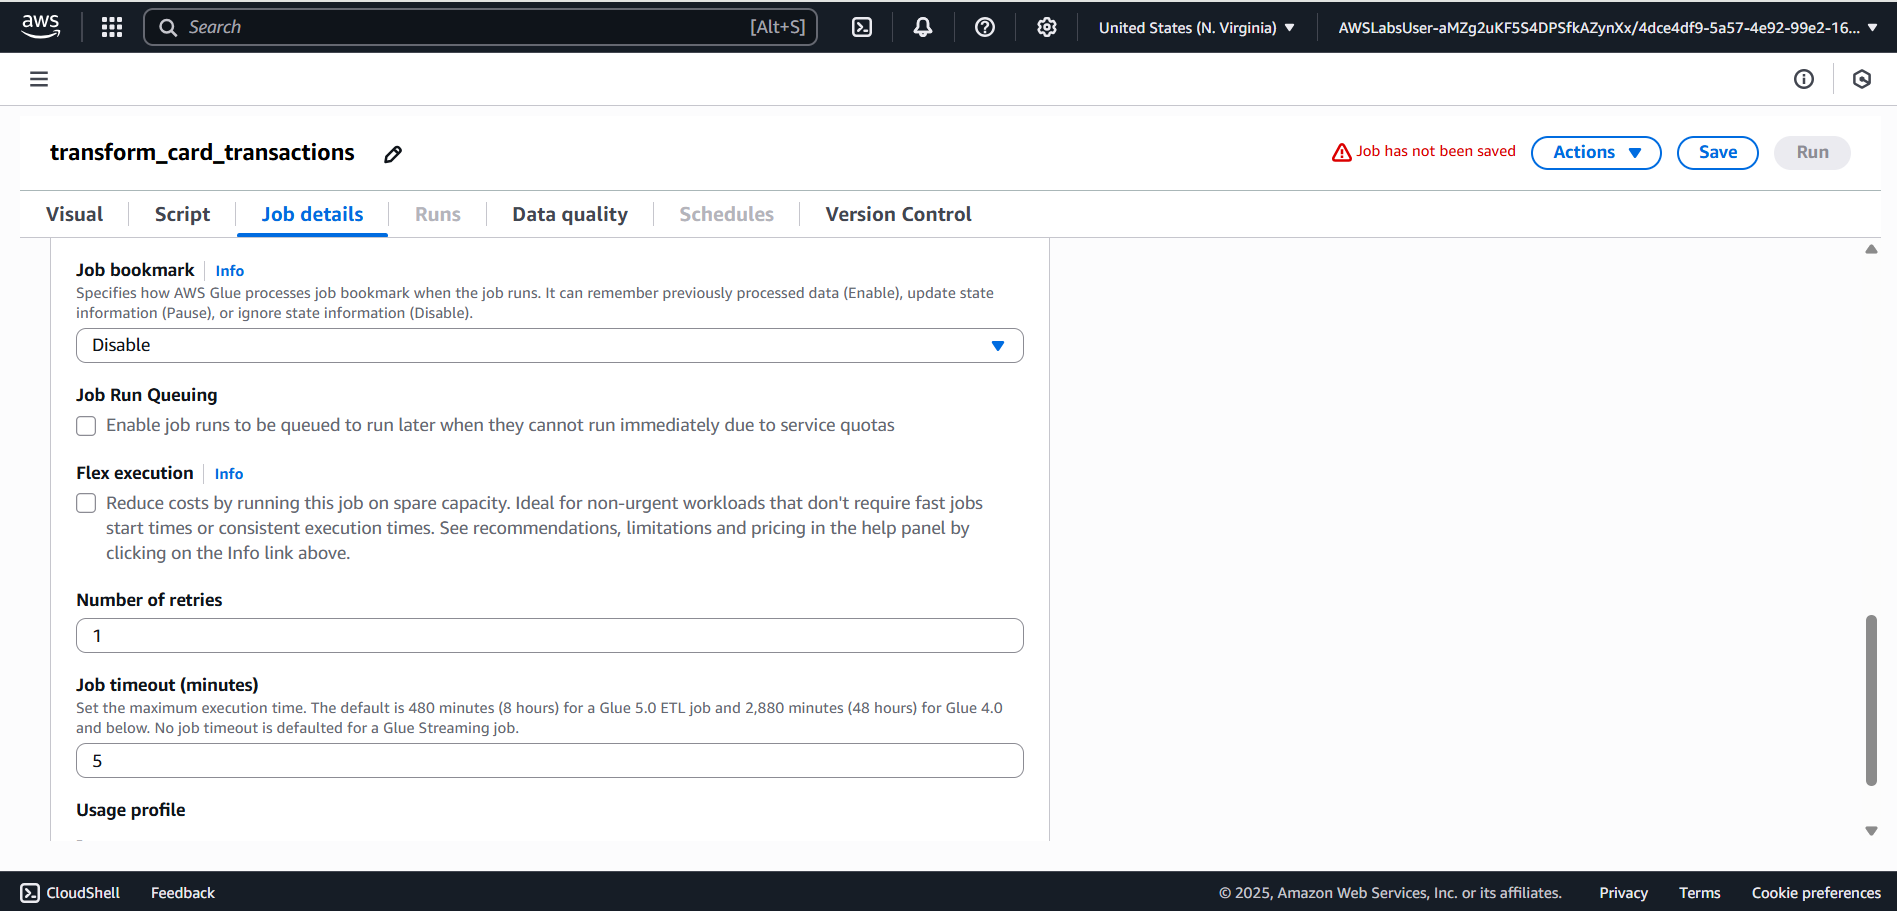 aws
Search
[Alt+S]
United States (N. Virginia)
AWSLabsUser-aMZg2uKF5S4DPSfkAZynXx/4dce4df9-5a57-4e92-99e2-16...
transform_card_transactions
Job has not been saved
Actions
Save
Run
Visual
Script
Job details
Runs
Data quality
Schedules
Version Control
Job bookmark
Info
Specifies how AWS Glue processes job bookmark when the job runs. It can remember previously processed data (Enable), update state
information (Pause), or ignore state information (Disable).
Disable
Job Run Queuing
Enable job runs to be queued to run later when they cannot run immediately due to service quotas
Flex execution
Info
Reduce costs by running this job on spare capacity. Ideal for non-urgent workloads that don't require fast jobs
start times or consistent execution times. See recommendations, limitations and pricing in the help panel by
clicking on the Info link above.
Number of retries
1
Job timeout (minutes)
Set the maximum execution time. The default is 480 minutes (8 hours) for a Glue 5.0 ETL job and 2,880 minutes (48 hours) for Glue 4.0
and below. No job timeout is defaulted for a Glue Streaming job.
5
Usage profile
CloudShell
Feedback
© 2025, Amazon Web Services, Inc. or its affiliates.
Privacy
Terms
Cookie preferences